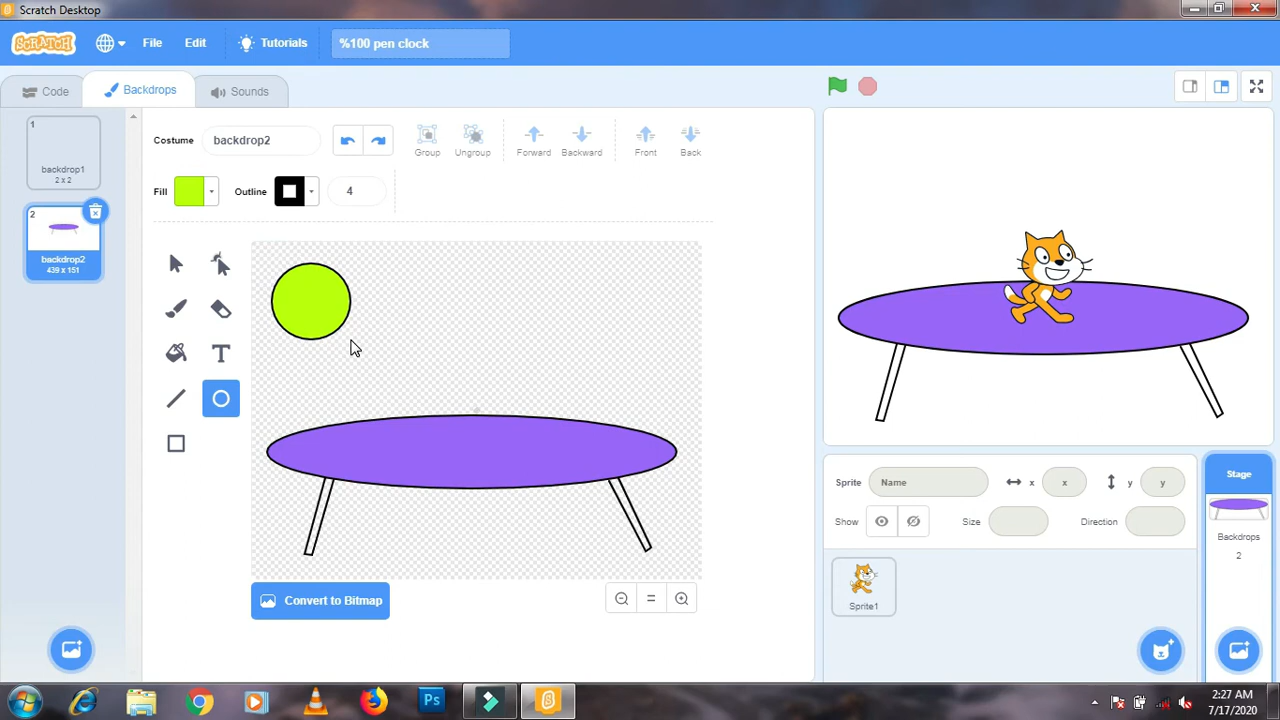 Scratch Desktop
SCRATCH
File
Edit
Tutorials
%100 pen clock
Code
Backdrops
Sounds
1
backdrop1
2 x 2
2
backdrop2
439 x 151
Costume
backdrop2
Group
Ungroup
Forward
Backward
Front
Back
Fill
Outline
4
T
Convert to Bitmap
Sprite
Name
x
x
y
y
Show
Size
Direction
Sprite1
Stage
Backdrops
2
Ps
2:27 AM
7/17/2020